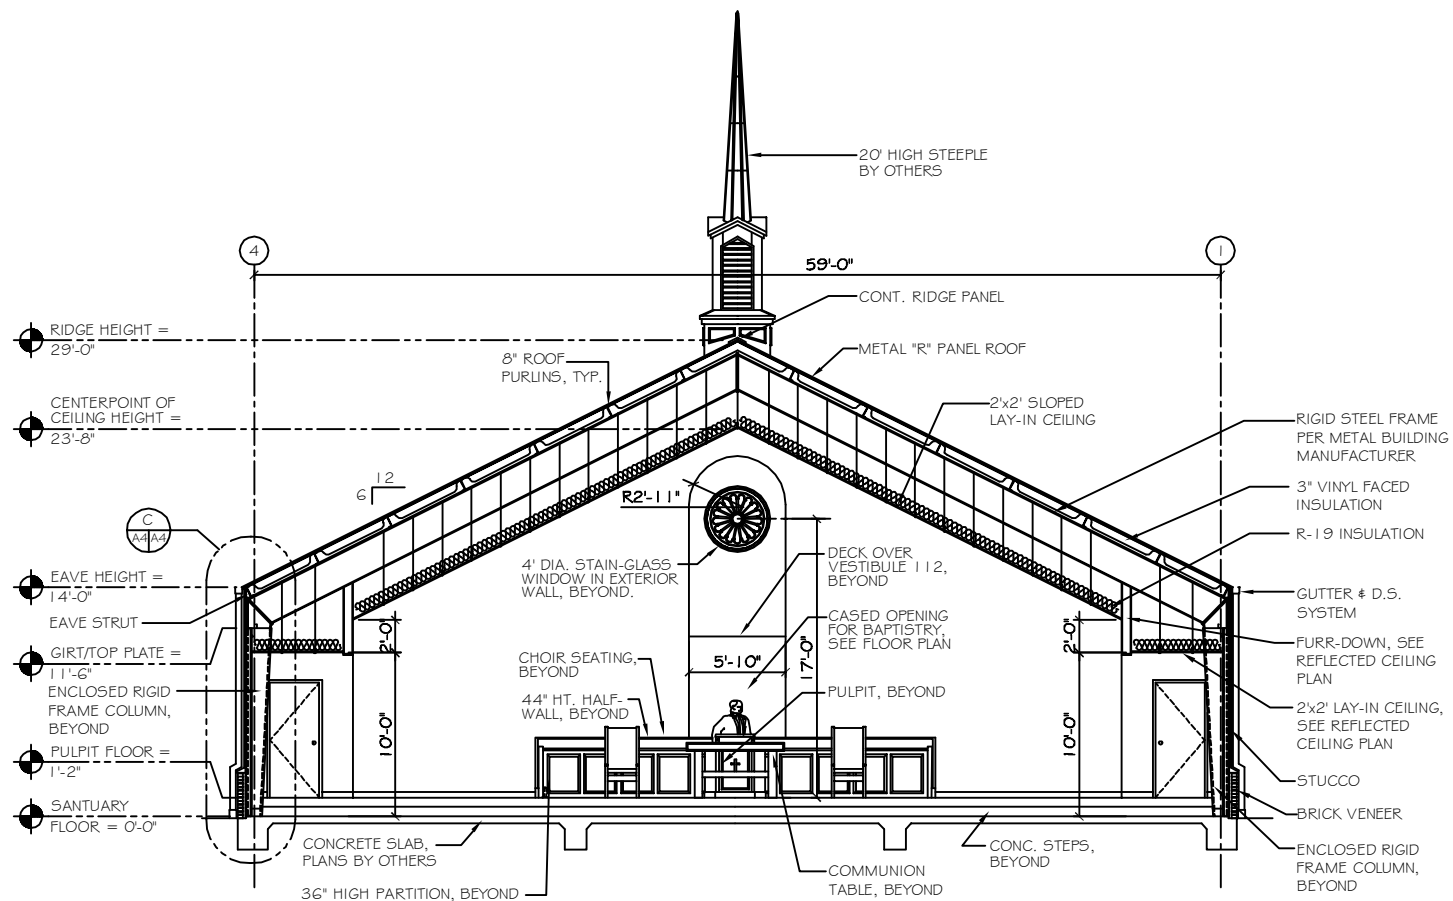 20' HIGH STEEPLE
BY OTHERS
4
1
59'-0"
CONT. RIDGE PANEL
RIDGE HEIGHT =
29'-0"
METAL "R" PANEL ROOF
8" ROOF
PURLINS, TYP.
CENTERPOINT OF
CEILING HEIGHT =
23'-8"
2'x2' SLOPED
LAY-IN CEILING
RIGID STEEL FRAME
PER METAL BUILDING
MANUFACTURER
12
6
R2'-11"
3" VINYL FACED
INSULATION
C
A4 A4
R-19 INSULATION
4' DIA. STAIN-GLASS
WINDOW IN EXTERIOR
WALL, BEYOND.
DECK OVER
VESTIBULE 112,
BEYOND
EAVE HEIGHT =
14'-0"
EAVE STRUT
GUTTER & D.S.
SYSTEM
CASED OPENING
FOR BAPTISTRY,
SEE FLOOR PLAN
2'-0"
17'-0"
2'-0"
GIRT/TOP PLATE =
11'-6"
FURR-DOWN, SEE
REFLECTED CEILING
PLAN
CHOIR SEATING,
BEYOND
5'-10"
ENCLOSED RIGID
FRAME COLUMN,
BEYOND
44" HT. HALF-
WALL, BEYOND
PULPIT, BEYOND
2'x2' LAY-IN CEILING,
SEE REFLECTED
CEILING PLAN
10'-0"
10'-0"
PULPIT FLOOR =
1'-2"
STUCCO
SANTUARY
FLOOR = 0'-0"
BRICK VENEER
CONCRETE SLAB,
PLANS BY OTHERS
CONC. STEPS,
BEYOND
ENCLOSED RIGID
FRAME COLUMN,
BEYOND
COMMUNION
TABLE, BEYOND
36" HIGH PARTITION, BEYOND